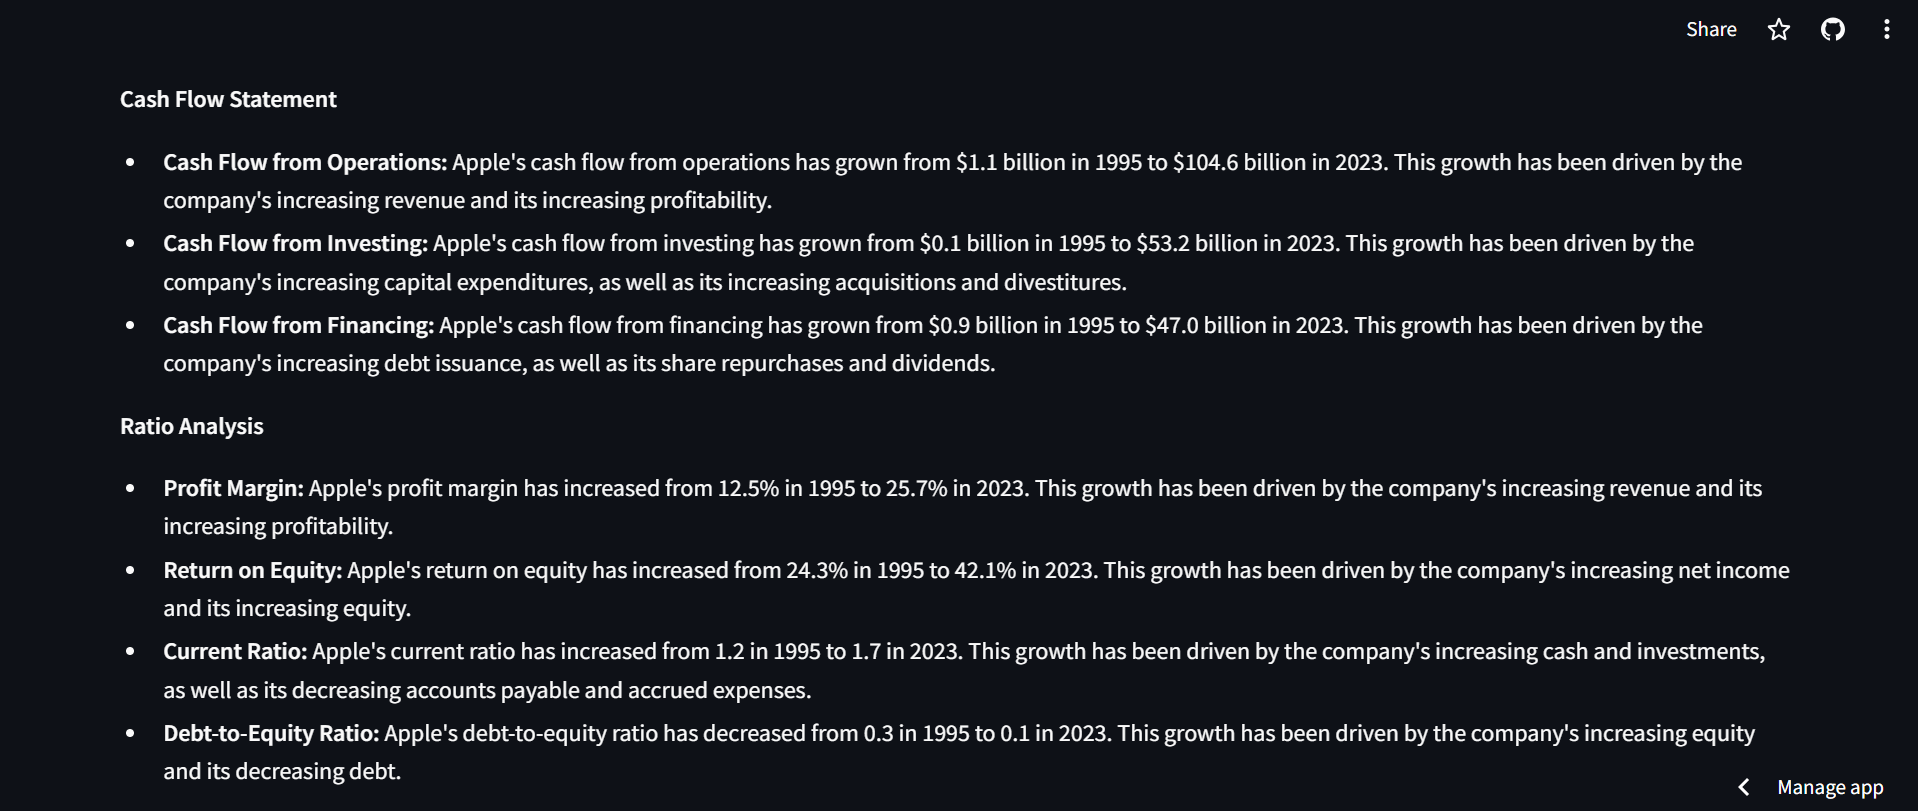 Share
Cash Flow Statement
Cash Flow from Operations: Apple's cash flow from operations has grown from $1.1 billion in 1995 to $104.6 billion in 2023. This growth has been driven by the
company's increasing revenue and its increasing profitability.
Cash Flow from Investing: Apple's cash flow from investing has grown from $0.1 billion in 1995 to $53.2 billion in 2023. This growth has been driven by the
company's increasing capital expenditures, as well as its increasing acquisitions and divestitures.
Cash Flow from Financing: Apple's cash flow from financing has grown from $0.9 billion in 1995 to $47.0 billion in 2023. This growth has been driven by the
company's increasing debt issuance, as well as its share repurchases and dividends.
Ratio Analysis
Profit Margin: Apple's profit margin has increased from 12.5% in 1995 to 25.7% in 2023. This growth has been driven by the company's increasing revenue and its
increasing profitability.
Return on Equity: Apple's return on equity has increased from 24.3% in 1995 to 42.1% in 2023. This growth has been driven by the company's increasing net income
and its increasing equity.
Current Ratio: Apple's current ratio has increased from 1.2 in 1995 to 1.7 in 2023. This growth has been driven by the company's increasing cash and investments,
as well as its decreasing accounts payable and accrued expenses.
Debt-to-Equity Ratio: Apple's debt-to-equity ratio has decreased from 0.3 in 1995 to 0.1 in 2023. This growth has been driven by the company's increasing equity
and its decreasing debt.
Manage app